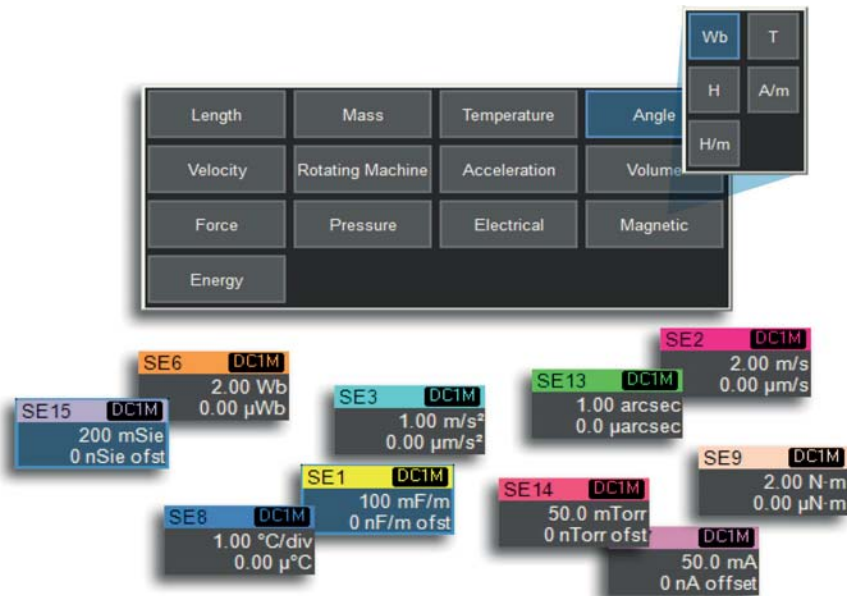 Wb T
H A/m
H/m
Length Mass Temperature Angle
Velocity Rotating Machine Acceleration Volume
Force Pressure Electrical Magnetic
Energy
SE2 DC1M
2.00 m/s
0.00 µm/s
SE6 DC1M
2.00 Wb
0.00 µWb
SE13 DC1M
1.00 arcsec
0.0 µarcsec
SE3 DC1M
1.00 m/s²
0.00 µm/s²
SE15 DC1M
200 mSie
0 nSie ofst
SE9 DC1M
2.00 N·m
0.00 µN·m
SE1 DC1M
100 mF/m
0 nF/m ofst
SE14 DC1M
50.0 mTorr
0 nTorr ofst
SE8 DC1M
1.00 °C/div
0.00 µ°C
DC1M
50.0 mA
0 nA offset